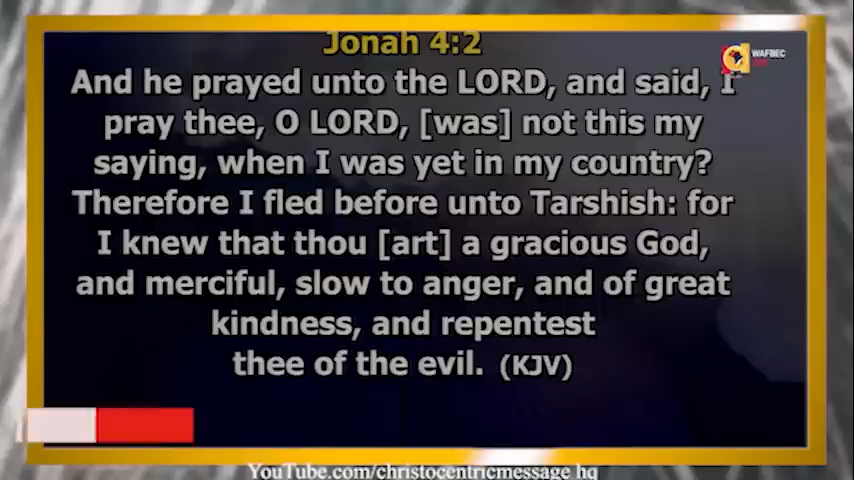 Jonah 4:2
WAFBEC
And he prayed unto the LORD, and said, I
pray thee, O LORD, [was] not this my
saying, when I was yet in my country?
Therefore I fled before unto Tarshish: for
I knew that thou [art] a gracious God,
and merciful, slow to anger, and of great
kindness, and repentest
thee of the evil. (KJV)
YouTube.com/christocentricmessage hq